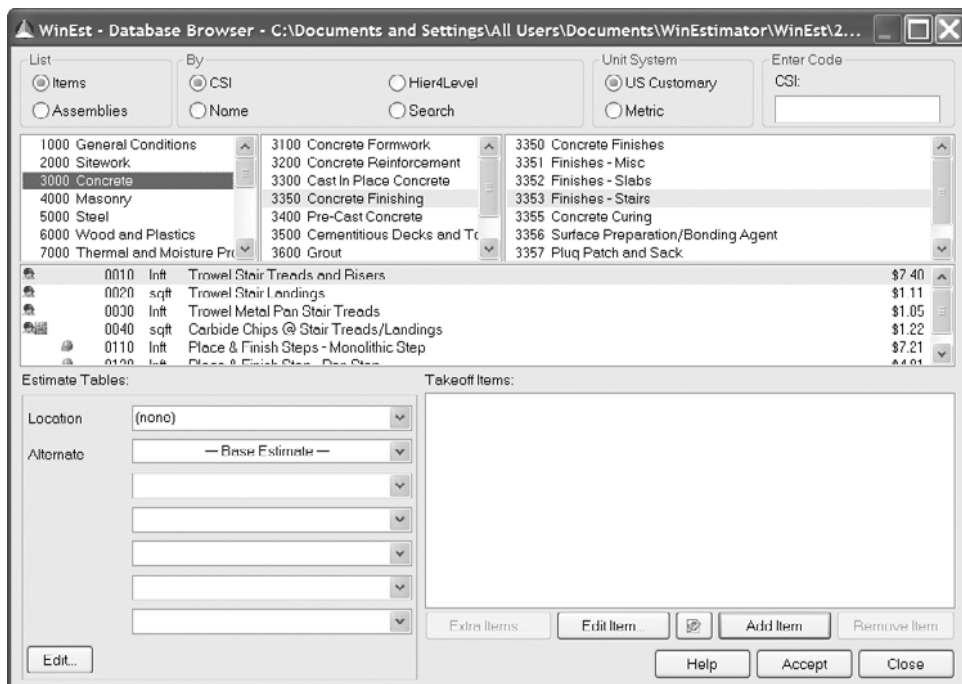 WinEst - Database Browser - C:\Documents and Settings\All Users\Documents\WinEstimator\WinEst\2...
List
Items
Assemblies
By
CSI
Hier4Level
Name
Search
Unit System
US Customary
Metric
Enter Code
CSI:
1000 General Conditions
2000 Sitework
3000 Concrete
4000 Masonry
5000 Steel
6000 Wood and Plastics
7000 Thermal and Moisture Prc
3100 Concrete Formwork
3200 Concrete Reinforcement
3300 Cast In Place Concrete
3350 Concrete Finishing
3400 Pre-Cast Concrete
3500 Cementitious Decks and Tc
3600 Grout
3350 Concrete Finishes
3351 Finishes - Misc
3352 Finishes - Slabs
3353 Finishes - Stairs
3355 Concrete Curing
3356 Surface Preparation/Bonding Agent
3357 Plug Patch and Sack
0010 lnft Trowel Stair Treads and Risers $7.40
0020 sqft Trowel Stair Landings $1.11
0030 lnft Trowel Metal Pan Stair Treads $1.05
0040 sqft Carbide Chips @ Stair Treads/Landings $1.22
0110 lnft Place & Finish Steps - Monolithic Step $7.21
Estimate Tables:
Location (none)
Alternate — Base Estimate —
Edit...
Takeoff Items:
Extra Items...
Edit Item...
Add Item
Remove Item
Help
Accept
Close